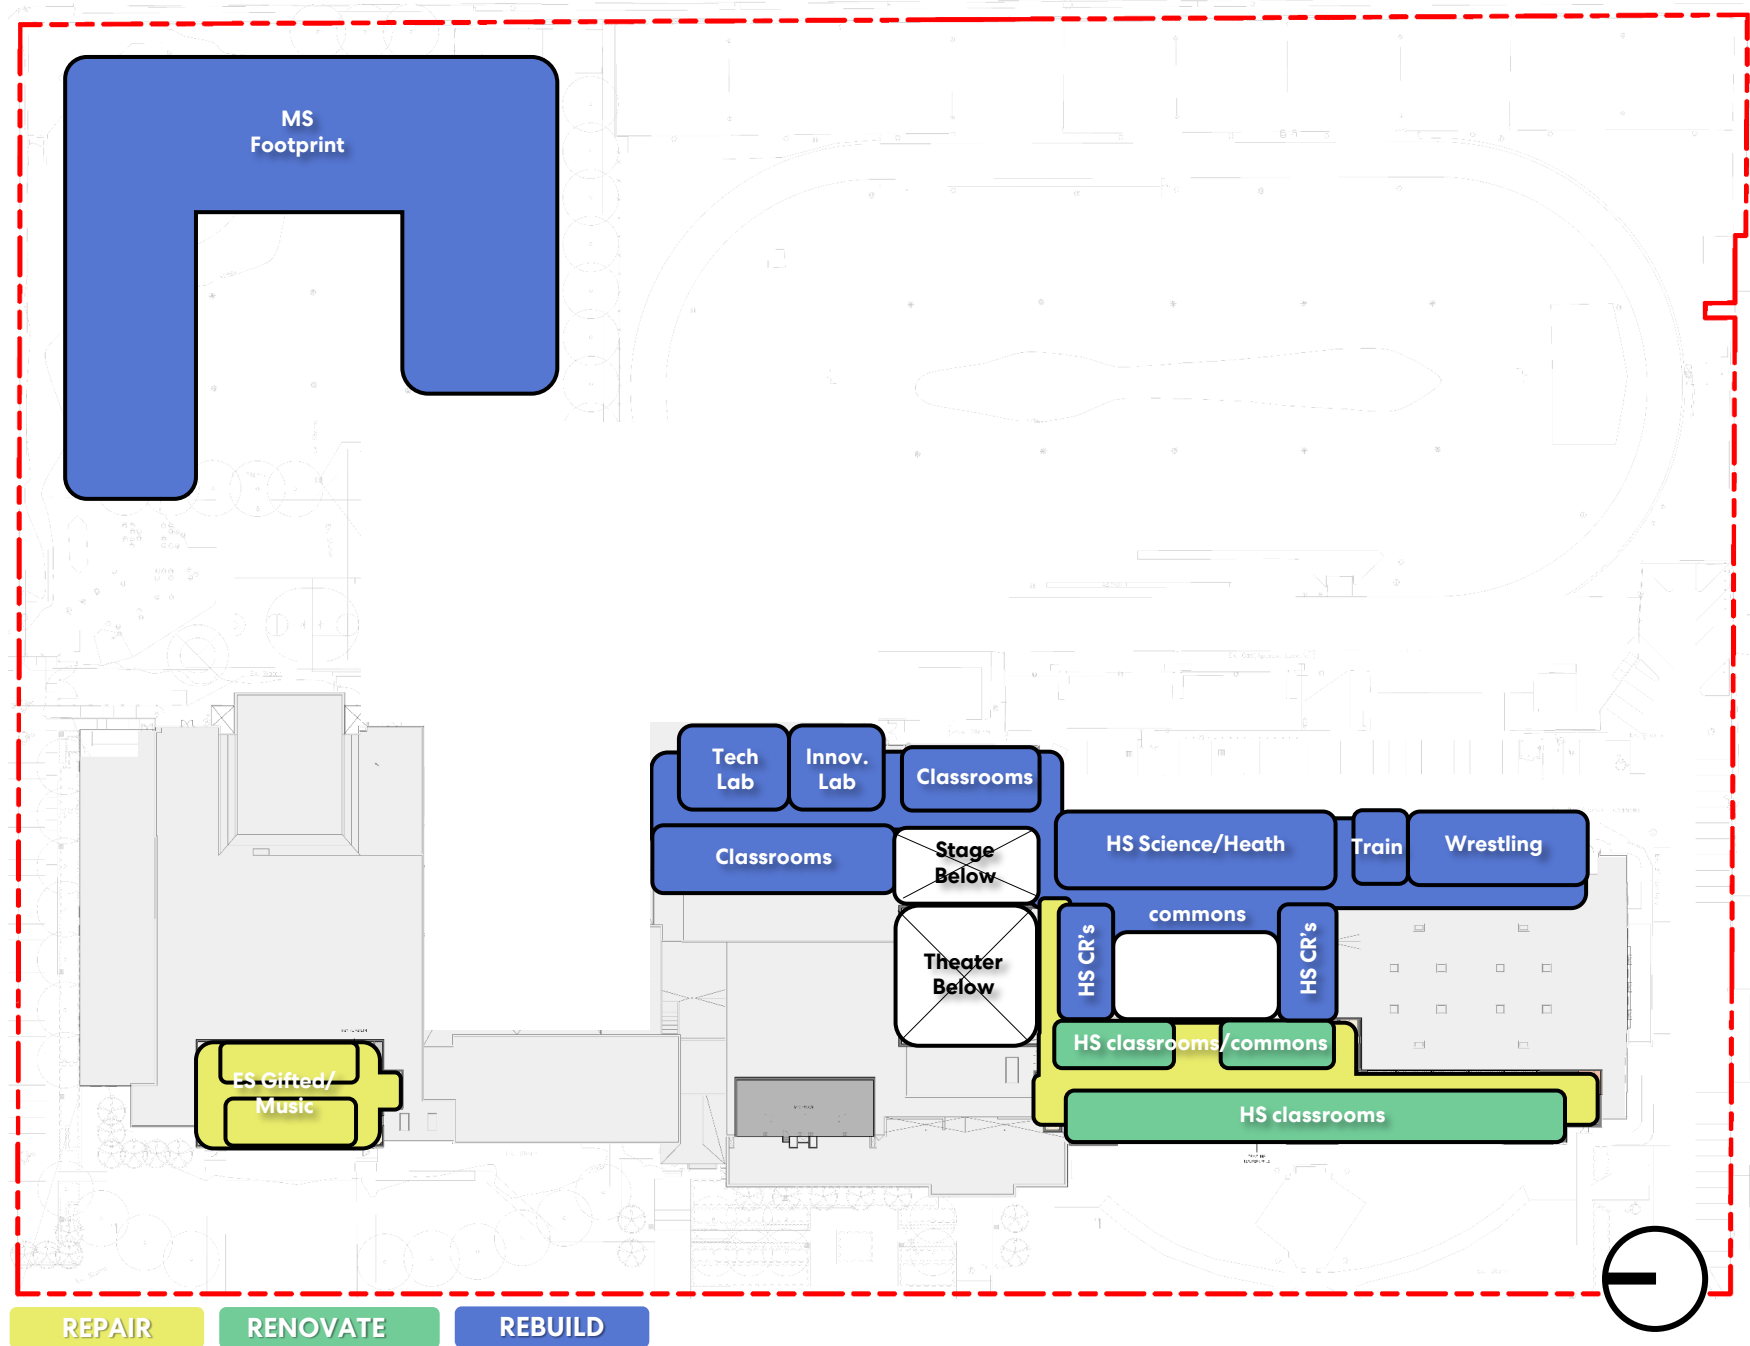 MS
Footprint
Tech
Lab
Innov.
Lab
Classrooms
Classrooms
Stage
Below
HS Science/Heath
Train
Wrestling
commons
HS CR's
HS CR's
Theater
Below
HS classrooms/commons
ES Gifted/
Music
HS classrooms
REPAIR
RENOVATE
REBUILD